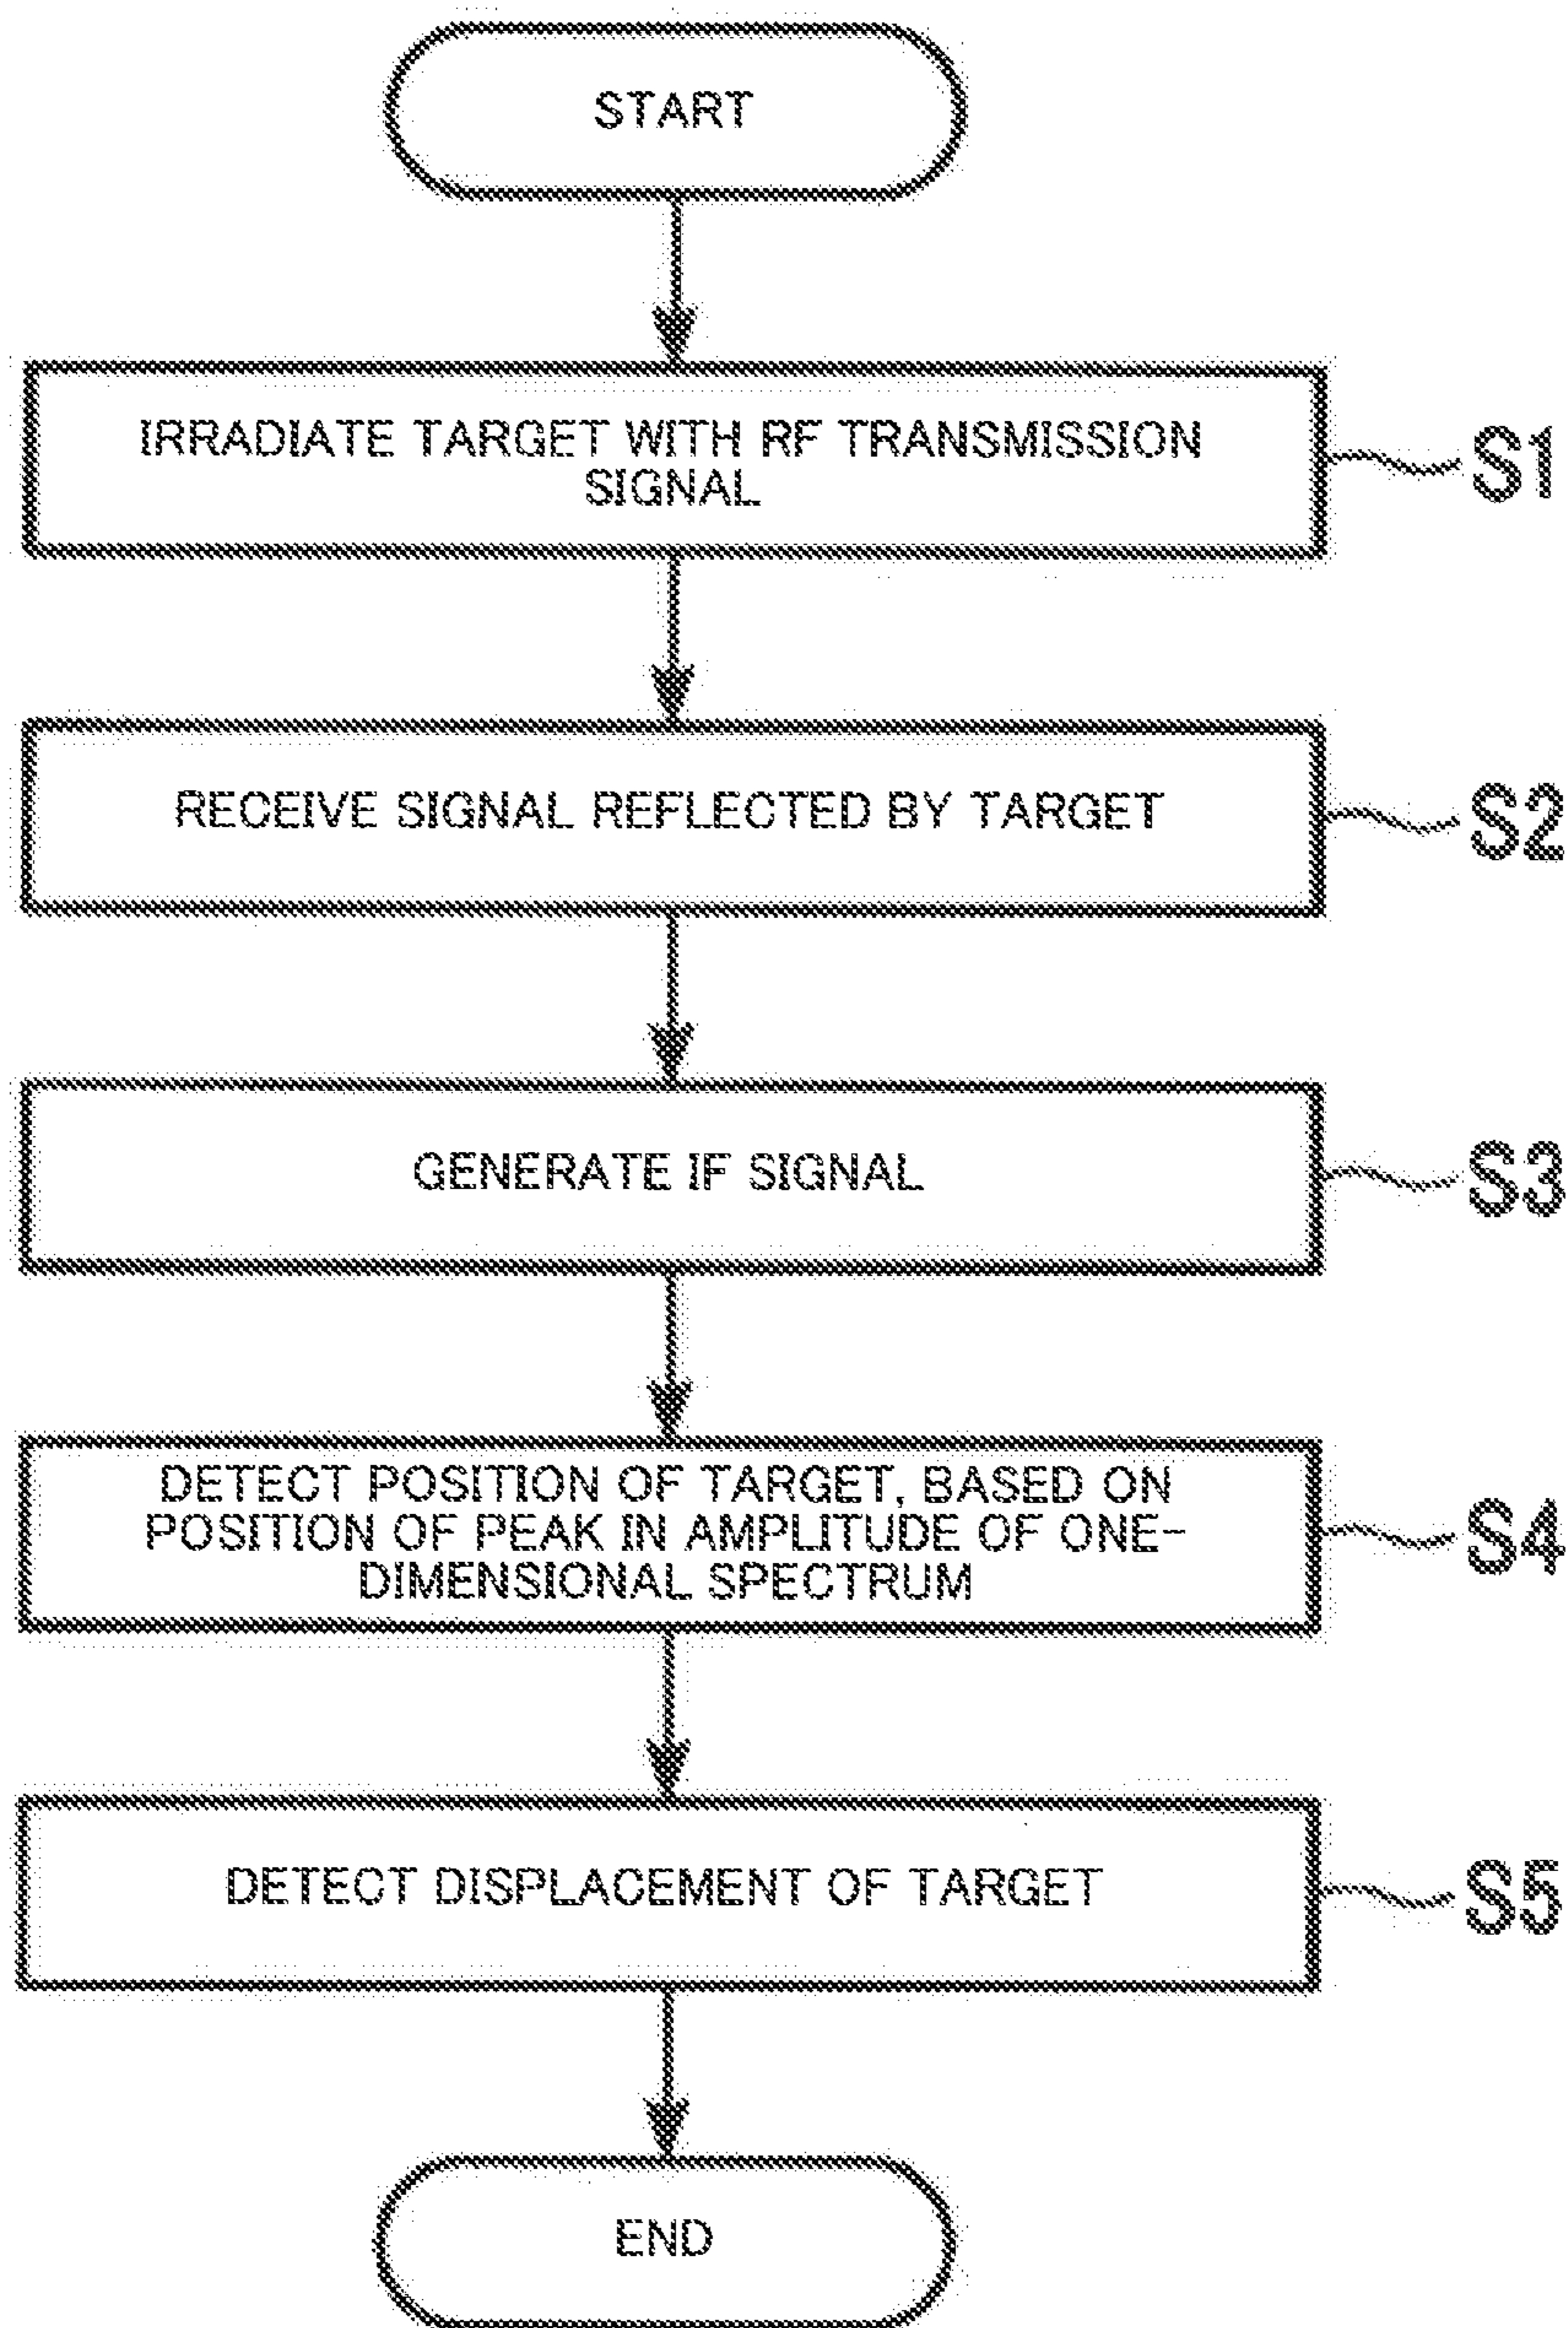 START
IRRADIATE TARGET WITH RF TRANSMISSION
SIGNAL
S1
RECEIVE SIGNAL REFLECTED BY TARGET
S2
GENERATE IF SIGNAL
S3
DETECT POSITION OF TARGET, BASED ON
POSITION OF PEAK IN AMPLITUDE OF ONE-
DIMENSIONAL SPECTRUM
S4
DETECT DISPLACEMENT OF TARGET
S5
END